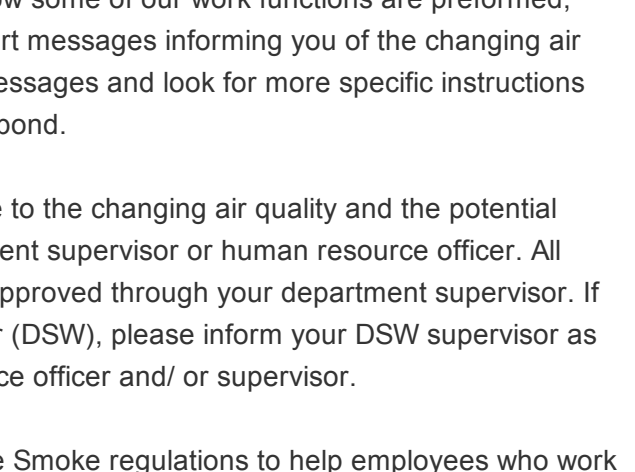 ow some of our work functions are preformed,
rt messages informing you of the changing air
essages and look for more specific instructions
pond.
e to the changing air quality and the potential
ent supervisor or human resource officer. All
pproved through your department supervisor. If
r (DSW), please inform your DSW supervisor as
ce officer and/ or supervisor.
e Smoke regulations to help employees who work